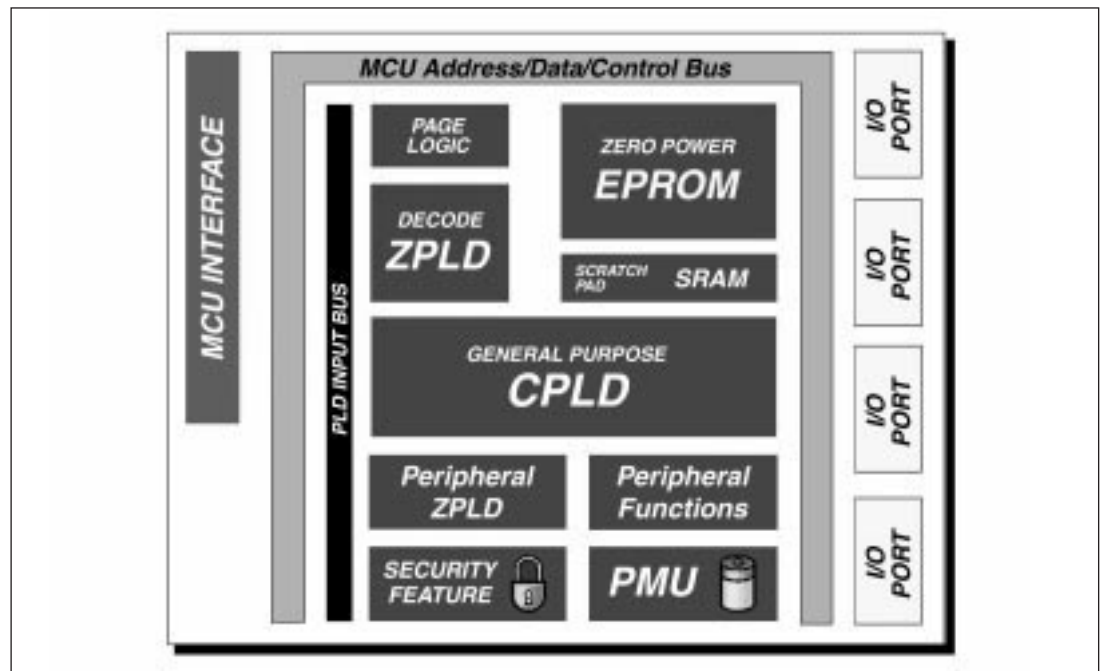 MCU Address/Data/Control Bus
MCU INTERFACE
PLD INPUT BUS
PAGE
LOGIC
ZERO POWER
EPROM
DECODE
ZPLD
SCRATCH
PAD
SRAM
GENERAL PURPOSE
CPLD
Peripheral
ZPLD
Peripheral
Functions
SECURITY
FEATURE
PMU
I/O
PORT
I/O
PORT
I/O
PORT
I/O
PORT